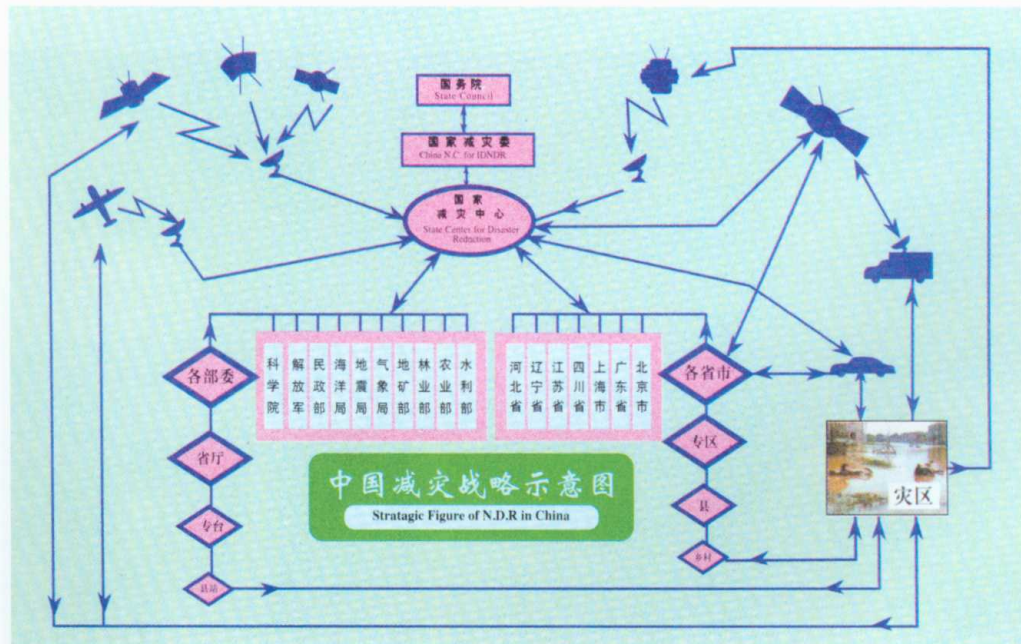 国务院
State Council
国家减灾委
China N.C. for IDNDR
国家
减灾中心
State Center for Disaster
Reduction
各部委
科学院
解放军
民政部
海洋局
地震局
气象局
地矿部
林业部
农业部
水利部
河北省
辽宁省
江苏省
四川省
上海市
广东省
北京市
各省市
省厅
专区
专台
县
县站
乡村
灾区
中国减灾战略示意图
Stratagic Figure of N.D.R in China